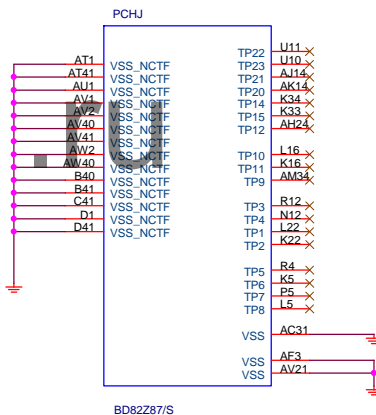 PCHJ
AT1 VSS_NCTF
AT41 VSS_NCTF
AU1 VSS_NCTF
AV1 VSS_NCTF
AV2 VSS_NCTF
AV40 VSS_NCTF
AV41 VSS_NCTF
AW2 VSS_NCTF
AW40 VSS_NCTF
B40 VSS_NCTF
B41 VSS_NCTF
C41 VSS_NCTF
D1 VSS_NCTF
D41 VSS_NCTF
TP22 U11
TP23 U10
TP21 AJ14
TP20 AK14
TP14 K34
TP15 K33
TP12 AH24
TP10 L16
TP11 K16
TP9 AM34
TP3 R12
TP4 N12
TP1 L22
TP2 K22
TP5 R4
TP6 K5
TP7 P5
TP8 L5
VSS AC31
VSS AF3
VSS AV21
BD82Z87/S
.ru